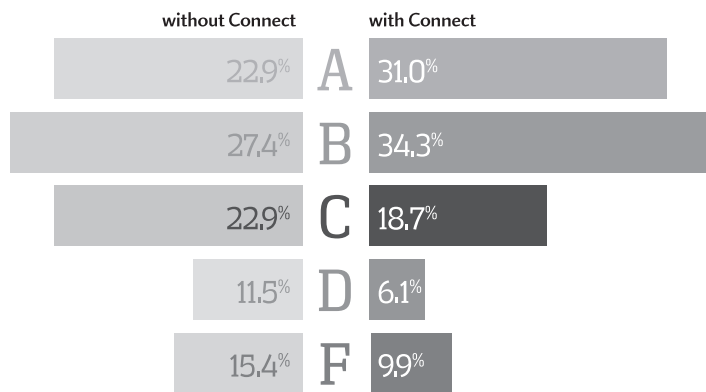 without Connect with Connect
22.9% A 31.0%
27.4% B 34.3%
22.9% C 18.7%
11.5% D 6.1%
15.4% F 9.9%